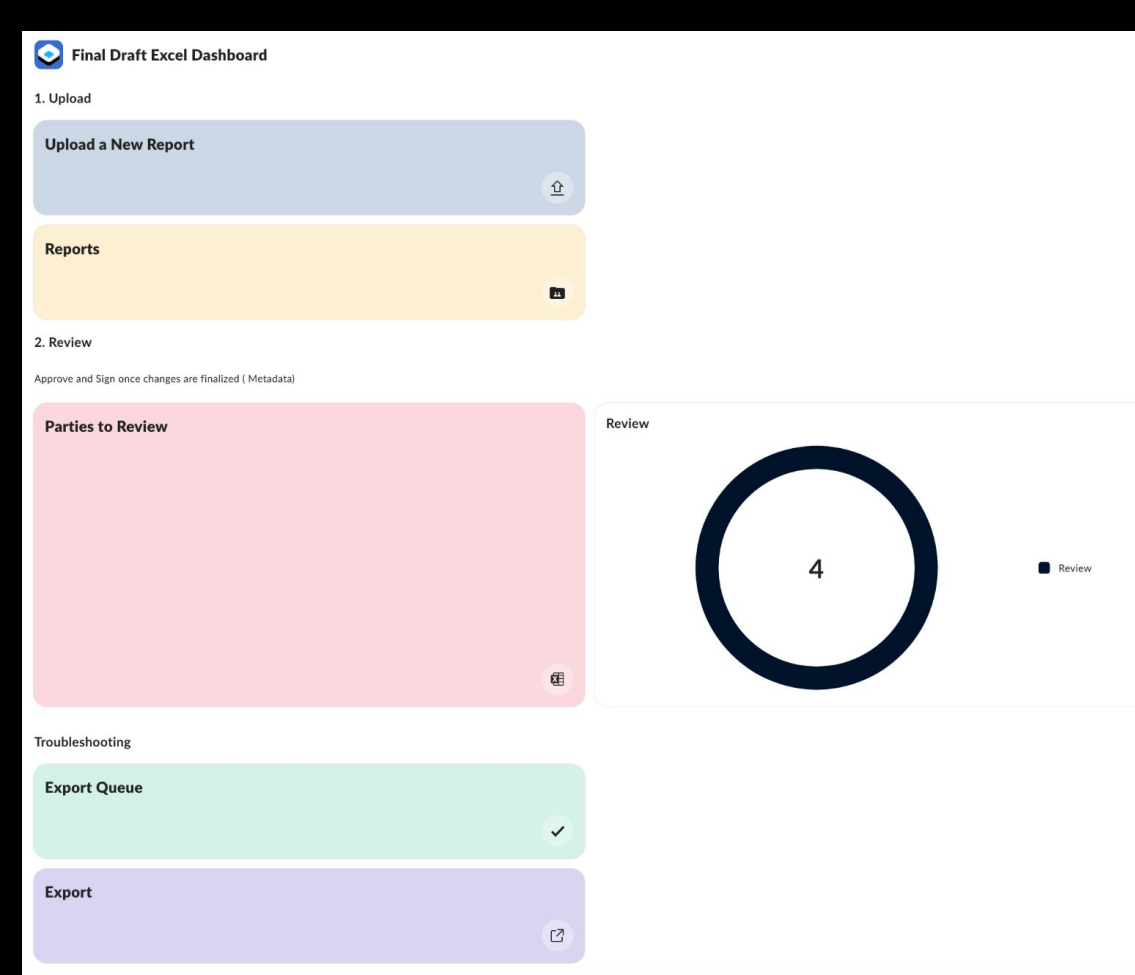 Final Draft Excel Dashboard
1. Upload
Upload a New Report
Reports
2. Review
Approve and Sign once changes are finalized ( Metadata)
Parties to Review
Review
4
Review
Troubleshooting
Export Queue
Export